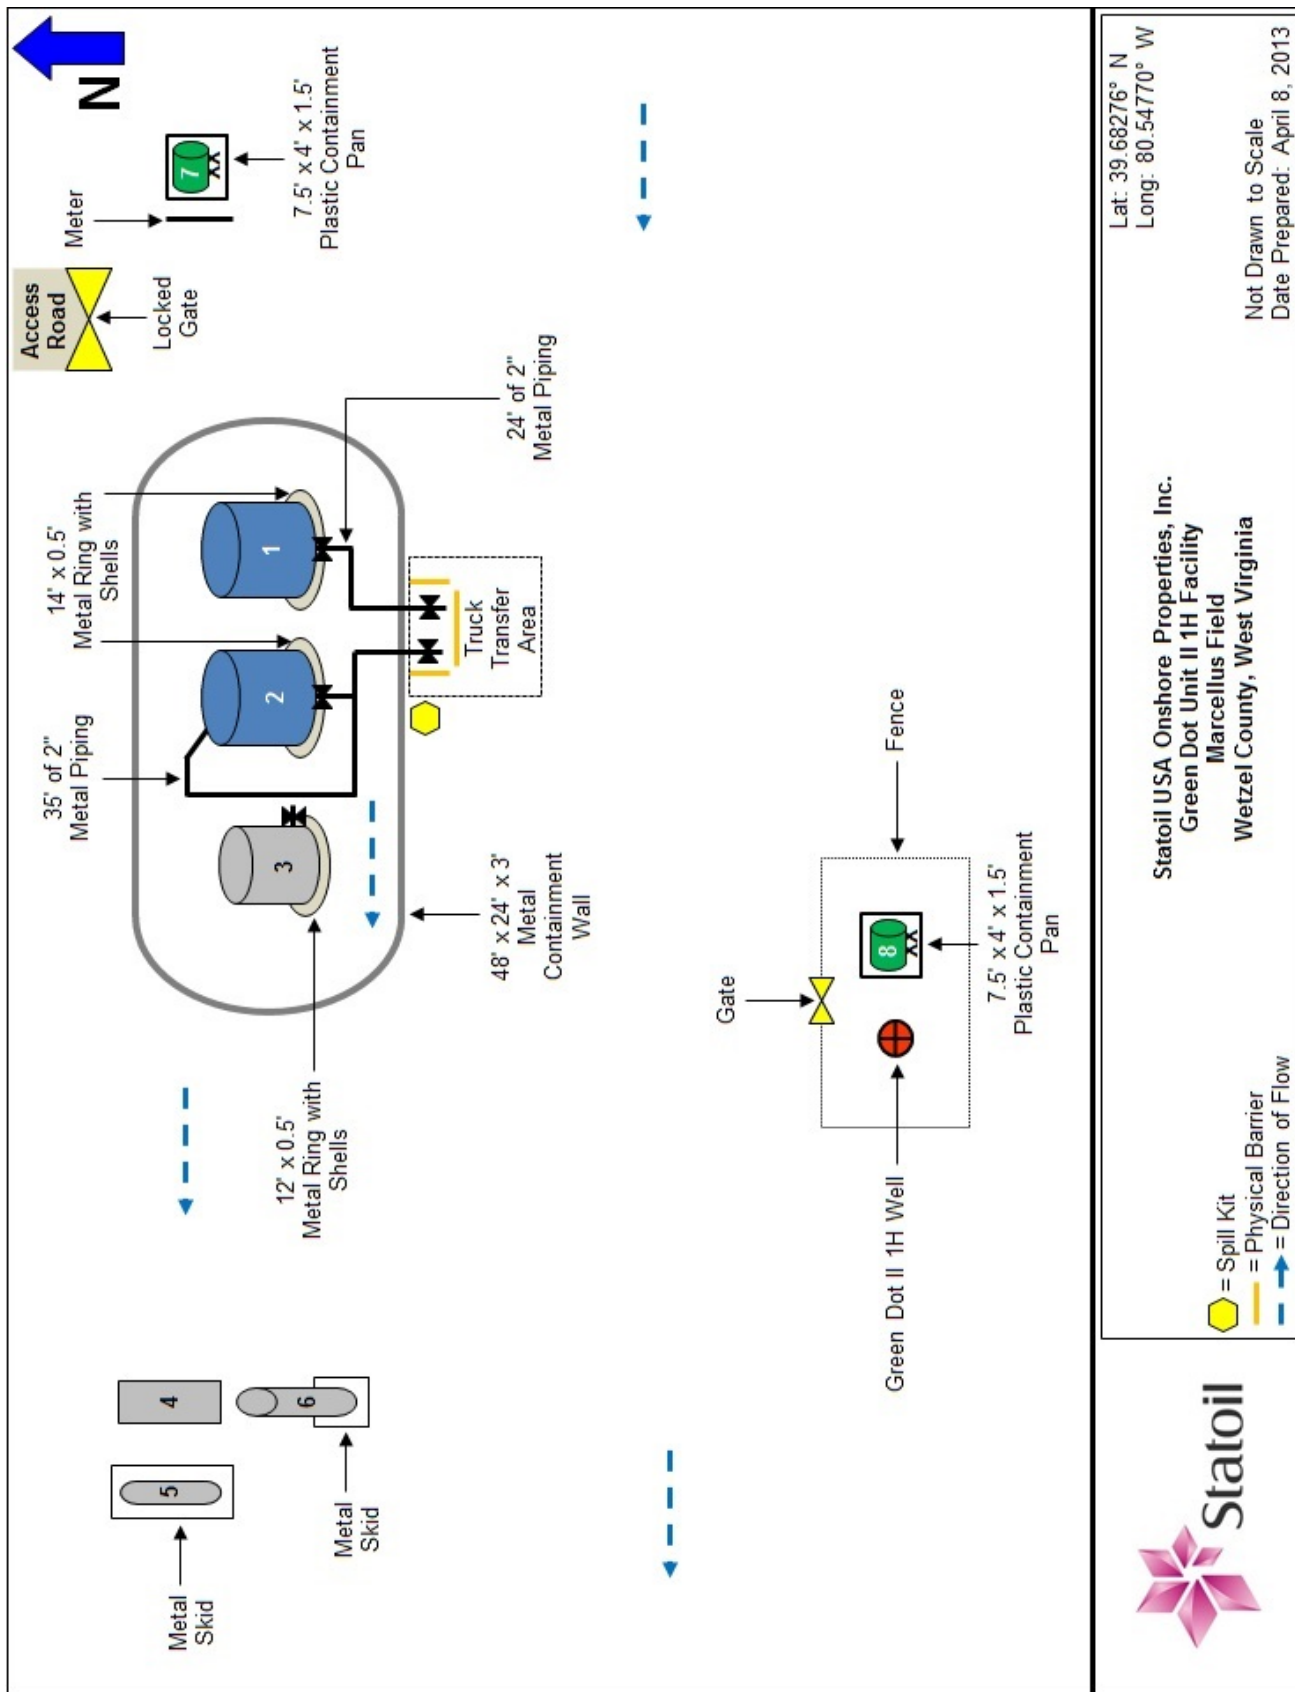 Access
Road
N
Locked
Gate
Meter
7
7.5' x 4' x 1.5'
Plastic Containment
Pan
14' x 0.5'
Metal Ring with
Shells
35' of 2"
Metal Piping
24' of 2"
Metal Piping
1
2
3
Truck
Transfer
Area
12' x 0.5'
Metal Ring with
Shells
48' x 24' x 3'
Metal
Containment
Wall
4
5
6
Metal
Skid
Metal
Skid
Gate
Fence
8
Green Dot II 1H Well
7.5' x 4' x 1.5'
Plastic Containment
Pan
Statoil
= Spill Kit
= Physical Barrier
= Direction of Flow
Statoil USA Onshore Properties, Inc.
Green Dot Unit II 1H Facility
Marcellus Field
Wetzel County, West Virginia
Lat: 39.68276° N
Long: 80.54770° W
Not Drawn to Scale
Date Prepared: April 8, 2013